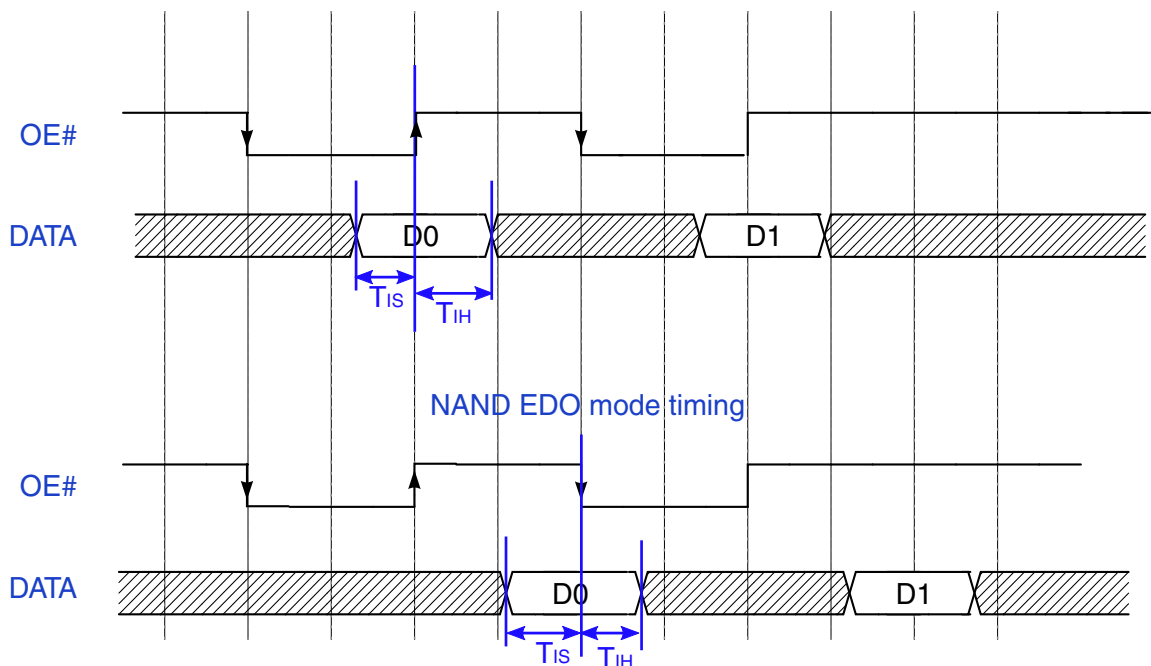 OE#
DATA D0 D1
TIS
TIH
NAND EDO mode timing
OE#
DATA D0 D1
TIS TIH